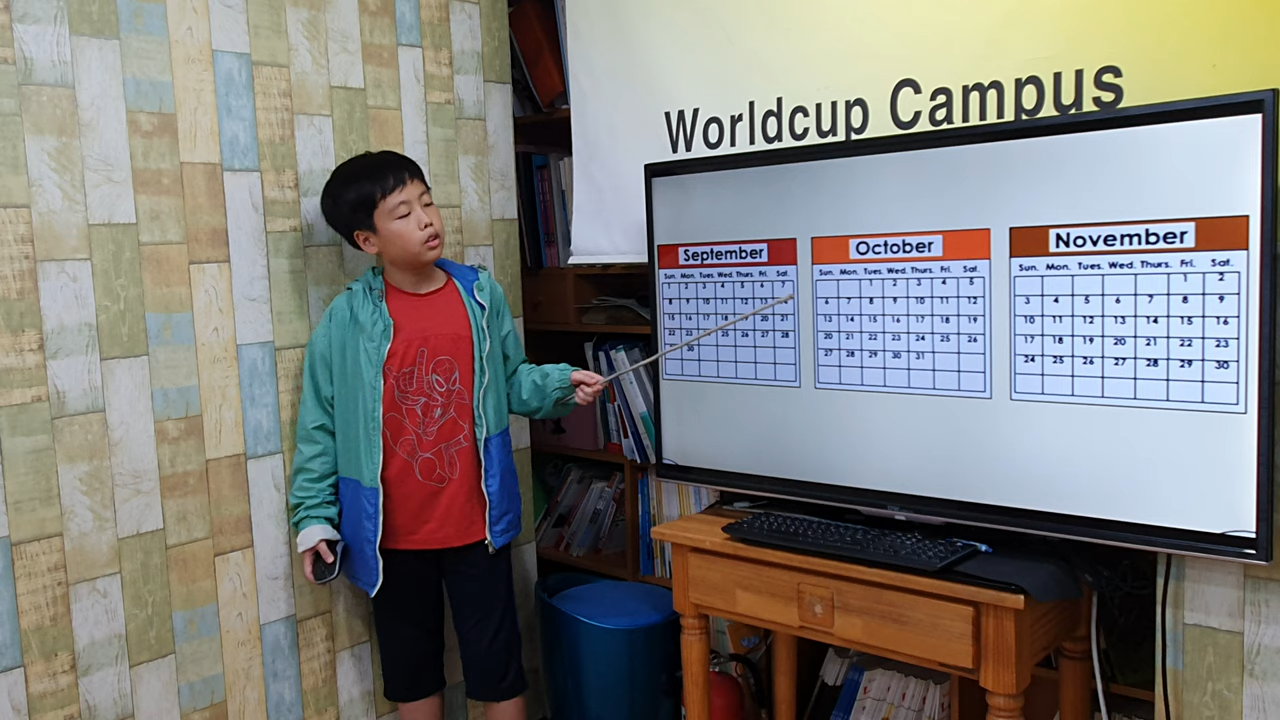 Worldcup Campus
September
Sun. Mon. Tues. Wed. Thurs. Fri. Sat.
1 2 3 4 5 6 7
8 9 10 11 12 13
15 16 17 18 20 21
22 23 25 26 27 28
30
October
Sun. Mon. Tues. Wed. Thurs. Fri. Sat.
1 2 3 4 5
6 7 8 9 10 11 12
13 14 15 16 17 18 19
20 21 22 23 24 25 26
27 28 29 30 31
November
Sun. Mon. Tues. Wed. Thurs. Fri. Sat.
1 2
3 4 5 6 7 8 9
10 11 12 13 14 15 16
17 18 19 20 21 22 23
24 25 26 27 28 29 30